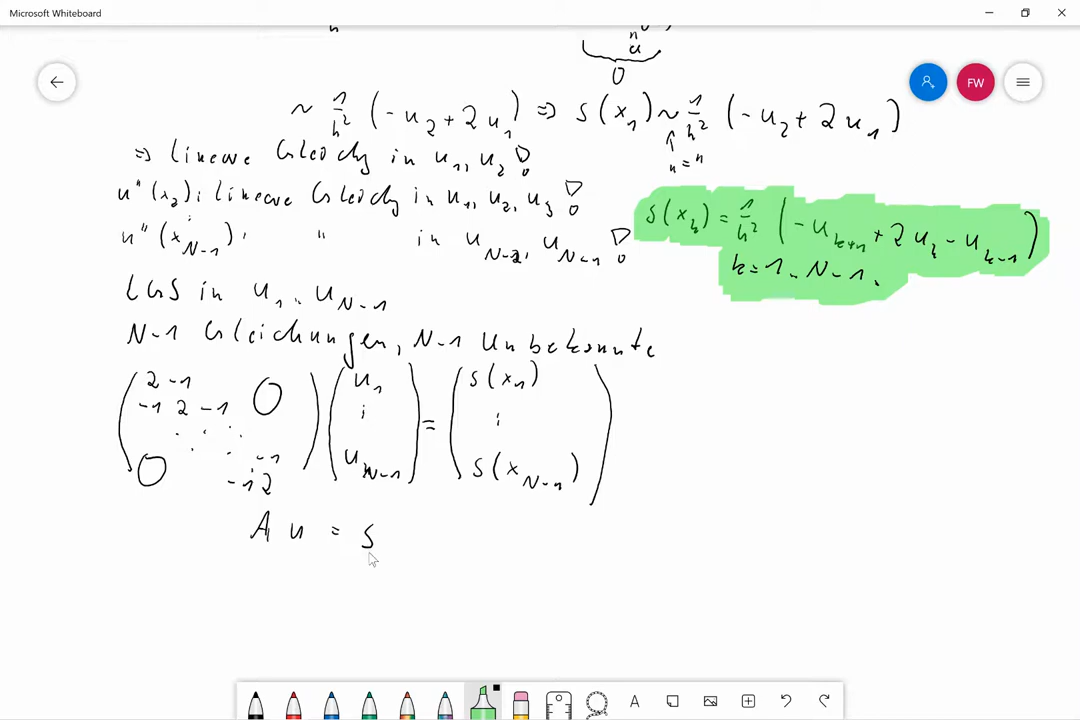 Microsoft Whiteboard
n
u
0
FW
~ 1/h² (-u₂ + 2u₁) => s(x₁) ~ 1/h² (-u₂ + 2u₁)
"="
=> lineare Gleichg in u₁, u₂ !
u''(x₂): lineare Gleichg in u₁, u₂, u₃ !
u''(x_{N-1}) " " in u_{N-2}, u_{N-1} !
s(x_k) = 1/h² (-u_{k+1} + 2u_k - u_{k-1})
k = 1..N-1.
LGS in u₁..u_{N-1}
N-1 Gleichungen, N-1 Unbekannte
( 2 -1 0 ) ( u₁ ) = ( s(x₁) )
-1 2 -1
0 -1 2 u_{N-1} s(x_{N-1})
A u = s
A